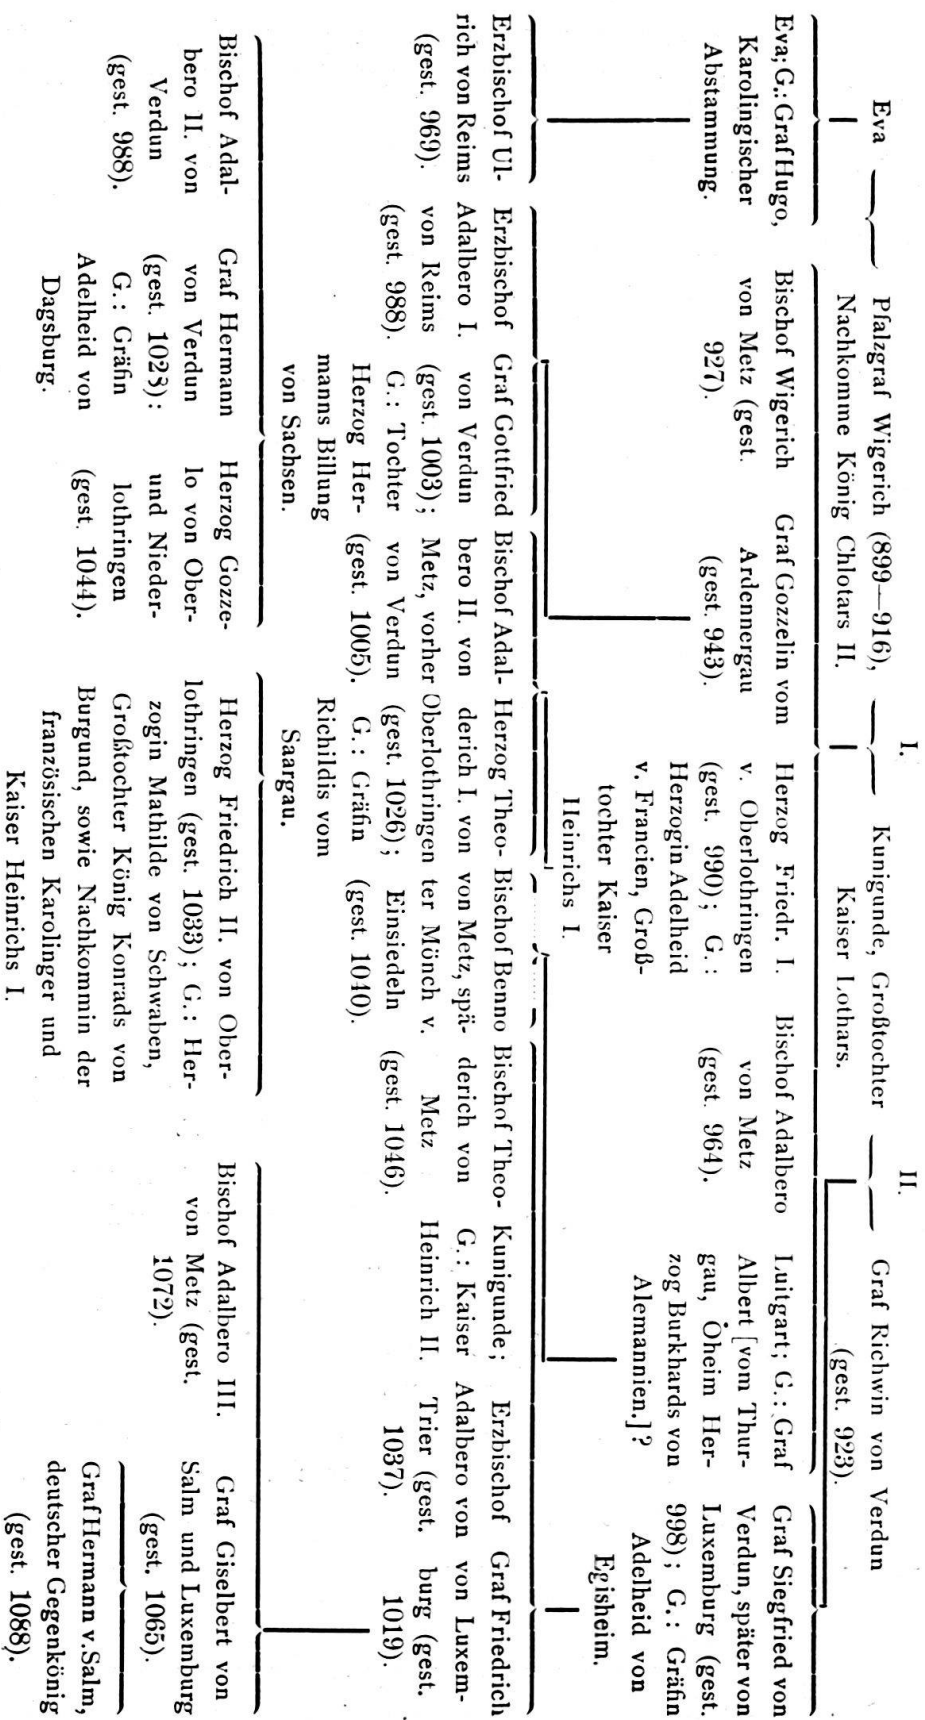 I.
II.
Eva
Pfalzgraf Wigerich (899—916),
Nachkomme König Chlotars II.
Kunigunde, Großtochter
Kaiser Lothars.
Graf Richwin von Verdun
(gest. 923).
Eva; G.: Graf Hugo,
Karolingischer
Abstammung.
Bischof Wigerich
von Metz (gest.
927).
Graf Gozzelin vom
Ardennergau
(gest. 943).
Herzog Friedr. I.
v. Oberlothringen
(gest. 990); G.:
Herzogin Adelheid
v. Francien, Groß-
tochter Kaiser
Heinrichs I.
Bischof Adalbero
von Metz
(gest. 964).
Luitgart; G.: Graf
Albert [vom Thur-
gau, Öheim Her-
zog Burkhards von
Alemannien.]?
Graf Siegfried von
Verdun, später von
Luxemburg (gest.
998); G.: Gräfin
Adelheid von
Egisheim.
Erzbischof Ul-
rich von Reims
(gest. 969).
Erzbischof
Adalbero I.
von Reims
(gest. 988).
Graf Gottfried
von Verdun
(gest. 1003);
G.: Tochter
Herzog Her-
manns Billung
von Sachsen.
Bischof Adal-
bero II. von
Metz, vorher
von Verdun
(gest. 1005).
Herzog Theo-
derich I. von
Oberlothringen
(gest. 1026);
G.: Gräfin
Richildis vom
Saargau.
Bischof Benno
von Metz, spä-
ter Mönch v.
Einsiedeln
(gest. 1040).
Bischof Theo-
derich von
Metz
(gest. 1046).
Kunigunde;
G.: Kaiser
Heinrich II.
Erzbischof
Adalbero von
Trier (gest.
1037).
Graf Friedrich
von Luxem-
burg (gest.
1019).
Bischof Adal-
bero II. von
Verdun
(gest. 988).
Graf Hermann
von Verdun
(gest. 1023):
G.: Gräfin
Adelheid von
Dagsburg.
Herzog Gozze-
lo von Ober-
und Nieder-
lothringen
(gest. 1044).
Herzog Friedrich II. von Ober-
lothringen (gest. 1033); G.: Her-
zogin Mathilde von Schwaben,
Großtochter König Konrads von
Burgund, sowie Nachkommin der
französischen Karolinger und
Kaiser Heinrichs I.
Bischof Adalbero III.
von Metz (gest.
1072).
Graf Giselbert von
Salm und Luxemburg
(gest. 1065).
Graf Hermann v. Salm,
deutscher Gegenkönig
(gest. 1088).